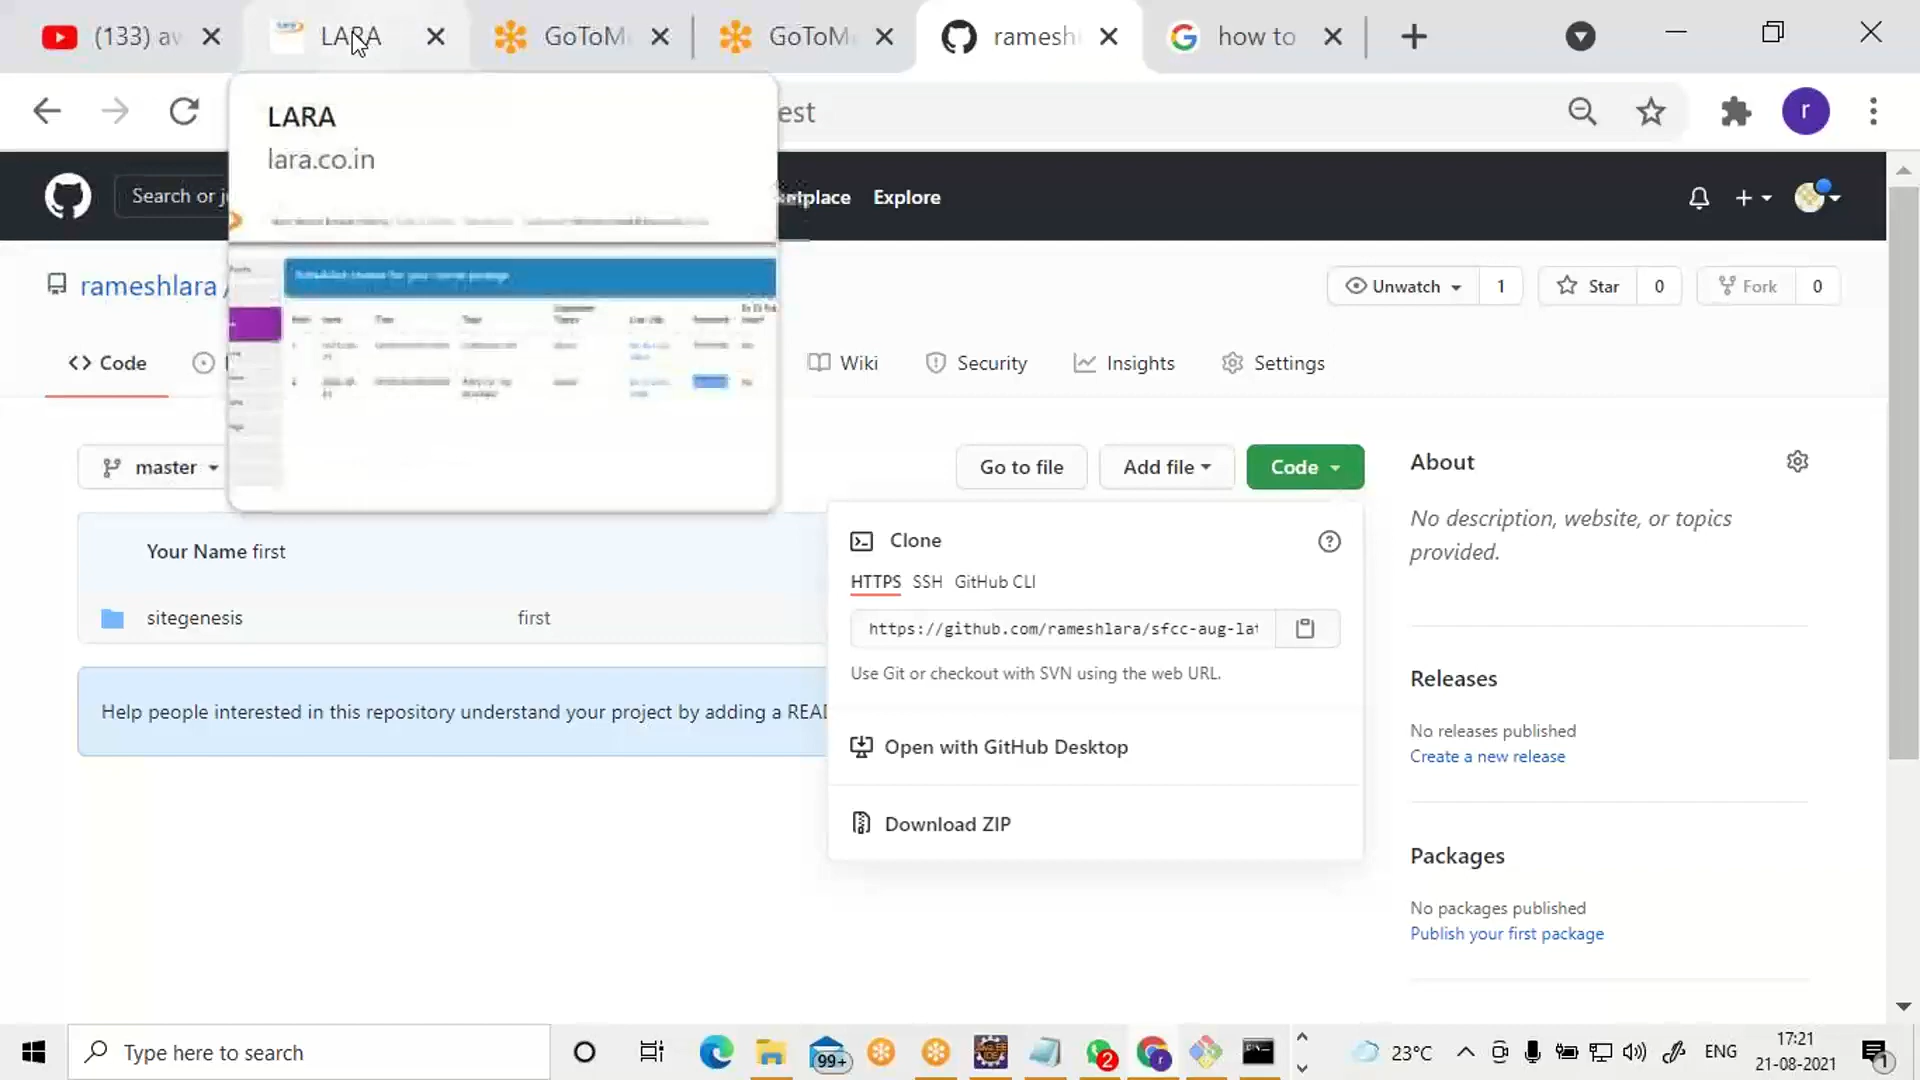 (133) av
LARA
GoToM
GoToM
ramesh
how to
LARA
lara.co.in
est
r
Search or j
Explore
rameshlara /
Unwatch
1
Star
0
Fork
0
Code
Wiki
Security
Insights
Settings
master
Go to file
Add file
Code
About
No description, website, or topics
provided.
Your Name first
Clone
HTTPS SSH GitHub CLI
sitegenesis
first
https://github.com/rameshlara/sfcc-aug-lat
Use Git or checkout with SVN using the web URL.
Releases
No releases published
Create a new release
Help people interested in this repository understand your project by adding a READ
Open with GitHub Desktop
Download ZIP
Packages
No packages published
Publish your first package
Type here to search
99+
2
r
23°C
ENG
17:21
21-08-2021
1